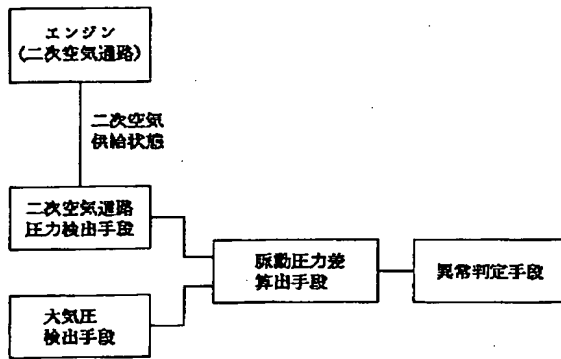 エンジン
(二次空気通路)
二次空気
供給状態
二次空気通路
圧力検出手段
脈動圧力差
算出手段
異常判定手段
大気圧
検出手段